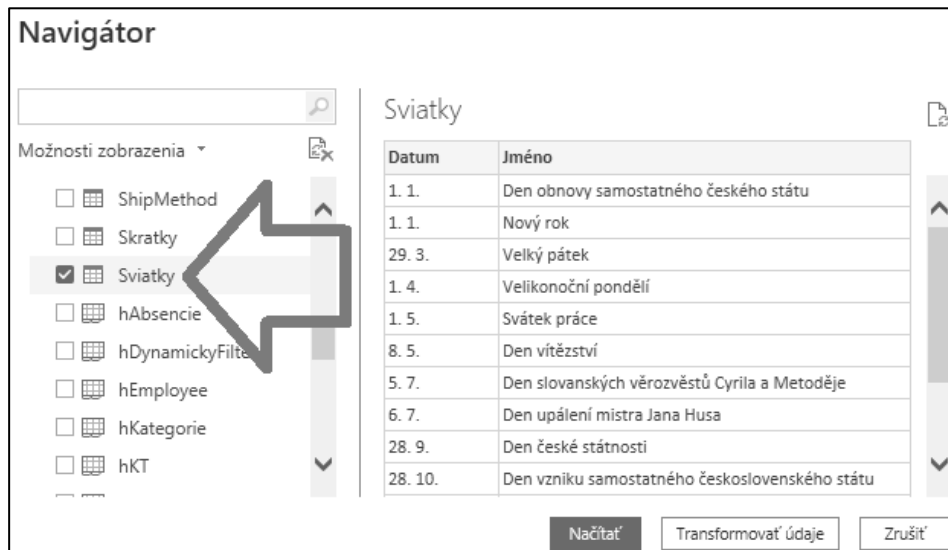 Navigátor
Možnosti zobrazenia
ShipMethod
Skratky
Sviatky
hAbsencie
hDynamickyFilte
hEmployee
hKategorie
hKT
Sviatky
Datum Jméno
1. 1. Den obnovy samostatného českého státu
1. 1. Nový rok
29. 3. Velký pátek
1. 4. Velikonoční pondělí
1. 5. Svátek práce
8. 5. Den vítězství
5. 7. Den slovanských věrozvěstů Cyrila a Metoděje
6. 7. Den upálení mistra Jana Husa
28. 9. Den české státnosti
28. 10. Den vzniku samostatného československého státu
Načítať Transformovať údaje Zrušiť